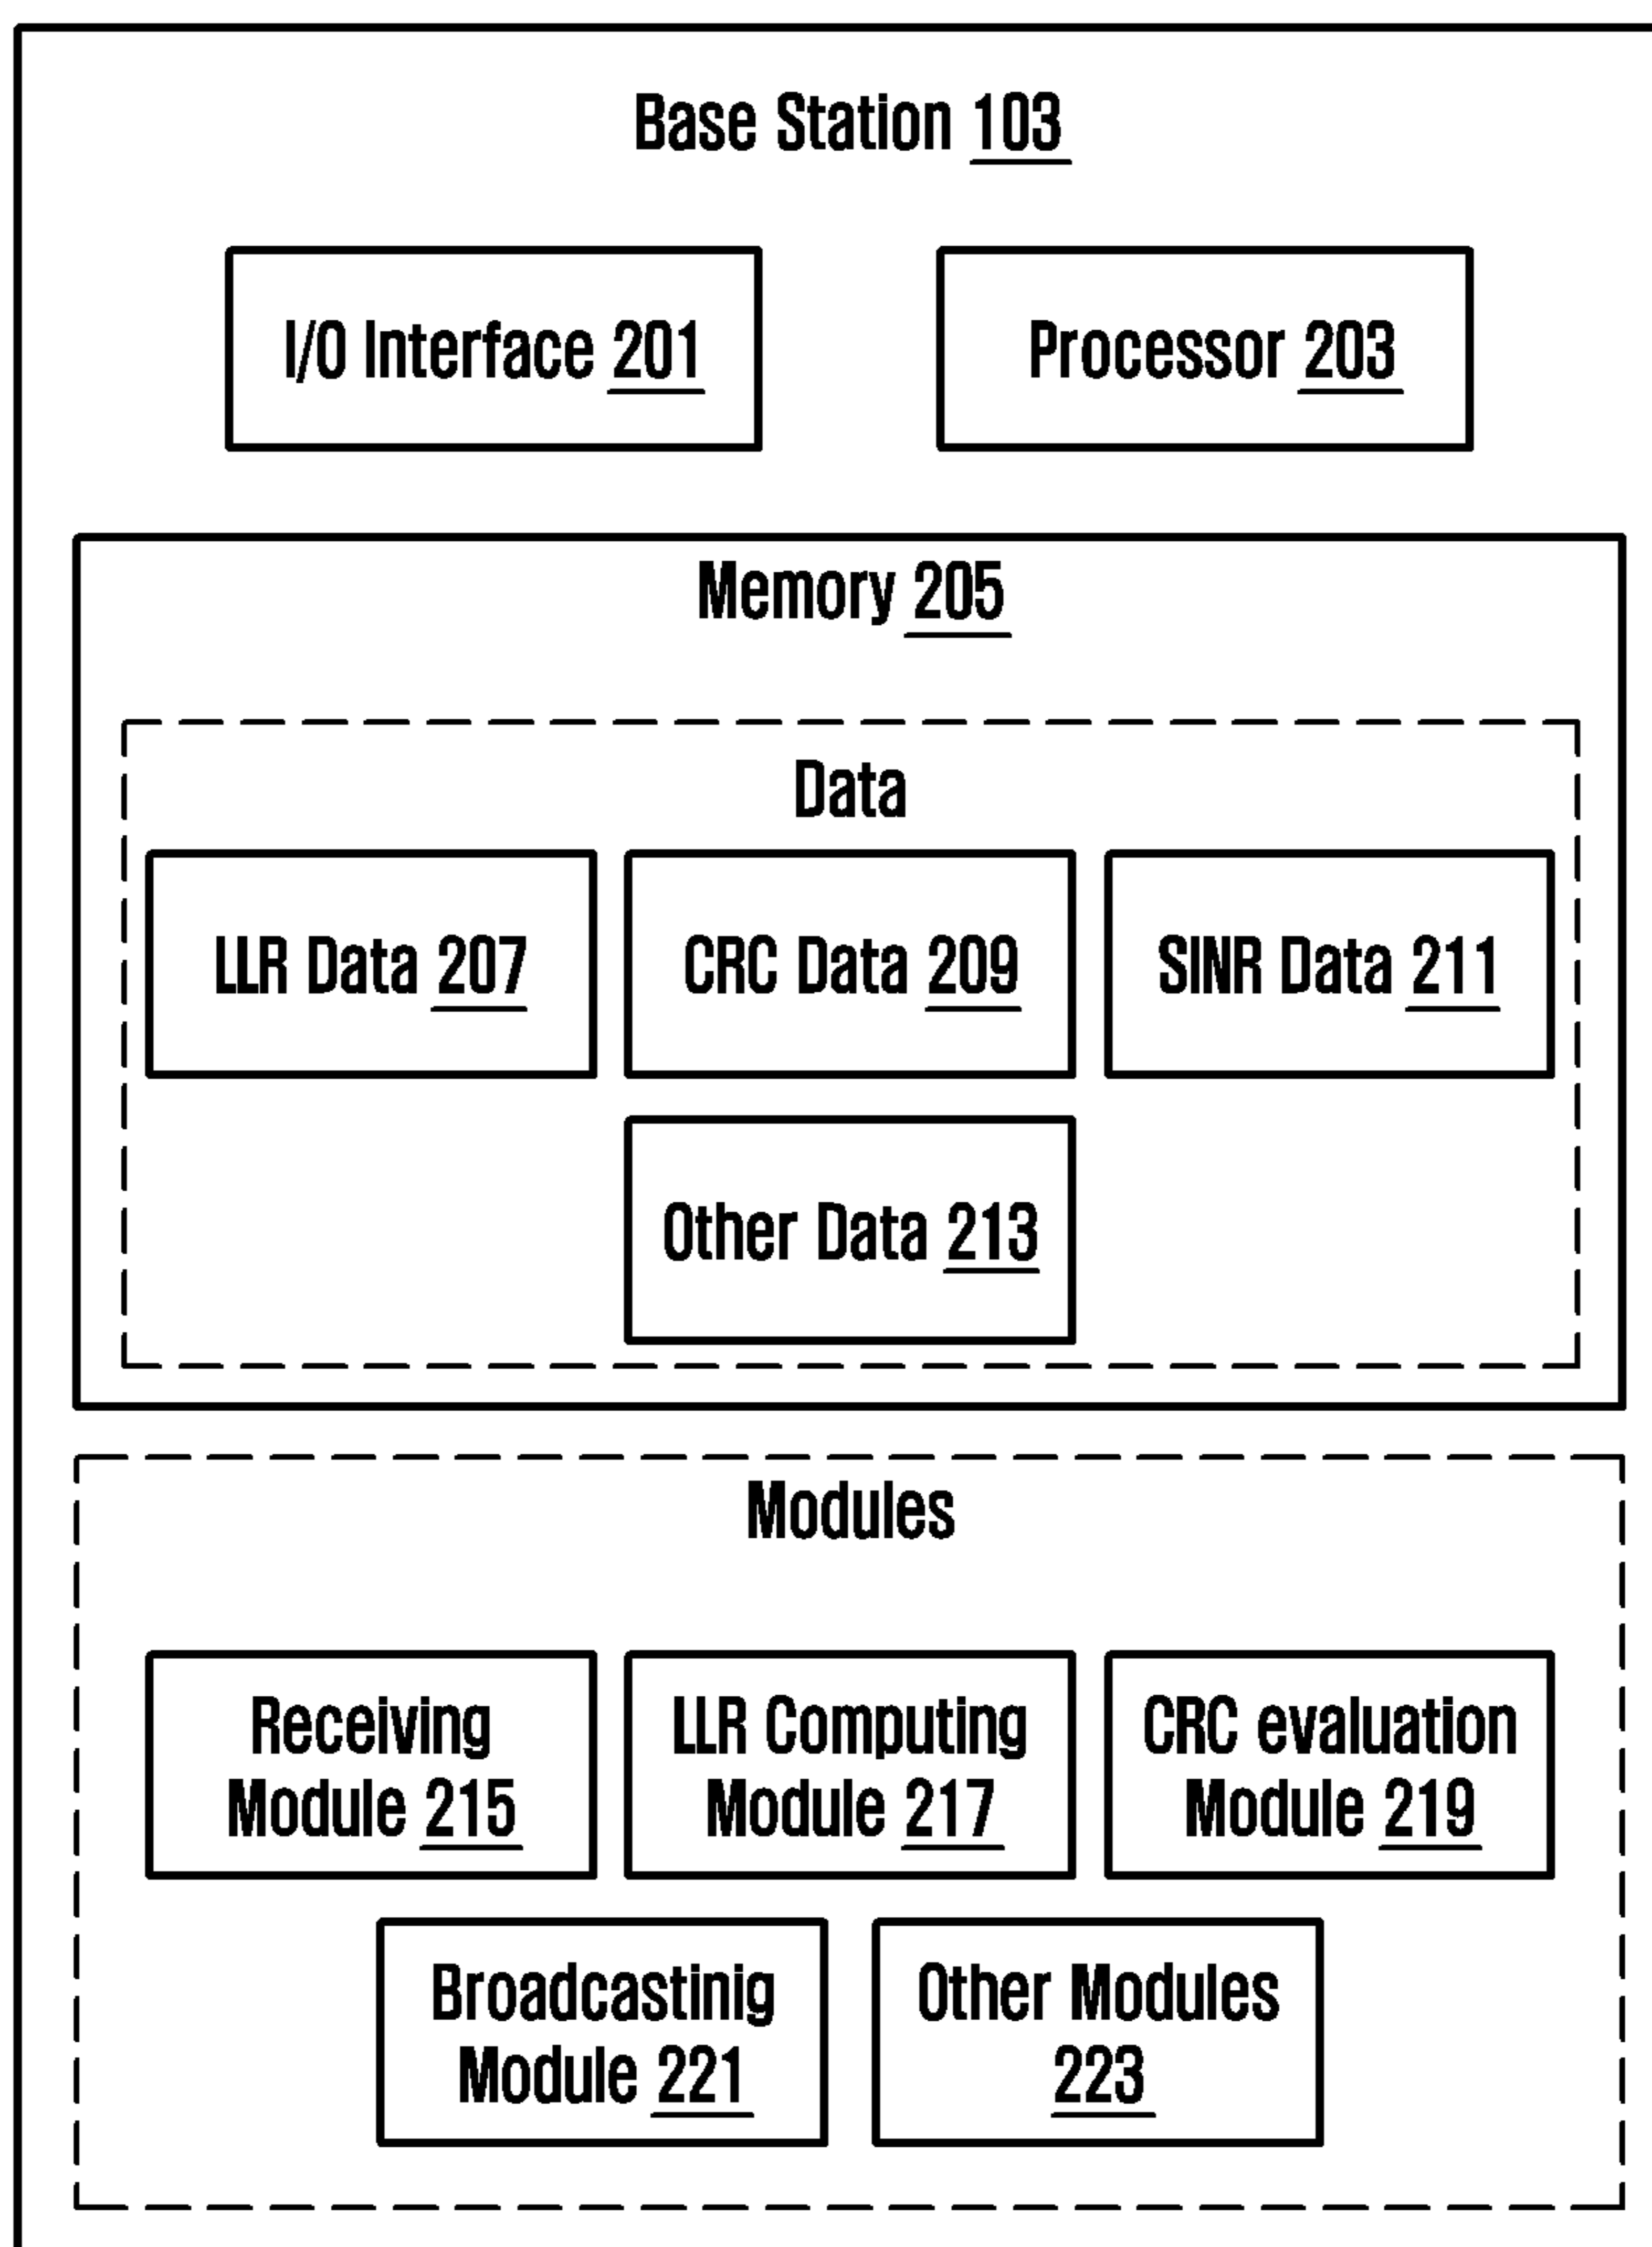 Base Station 103
I/O Interface 201
Processor 203
Memory 205
Data
LLR Data 207
CRC Data 209
SINR Data 211
Other Data 213
Modules
Receiving
Module 215
LLR Computing
Module 217
CRC evaluation
Module 219
Broadcastinig
Module 221
Other Modules
223